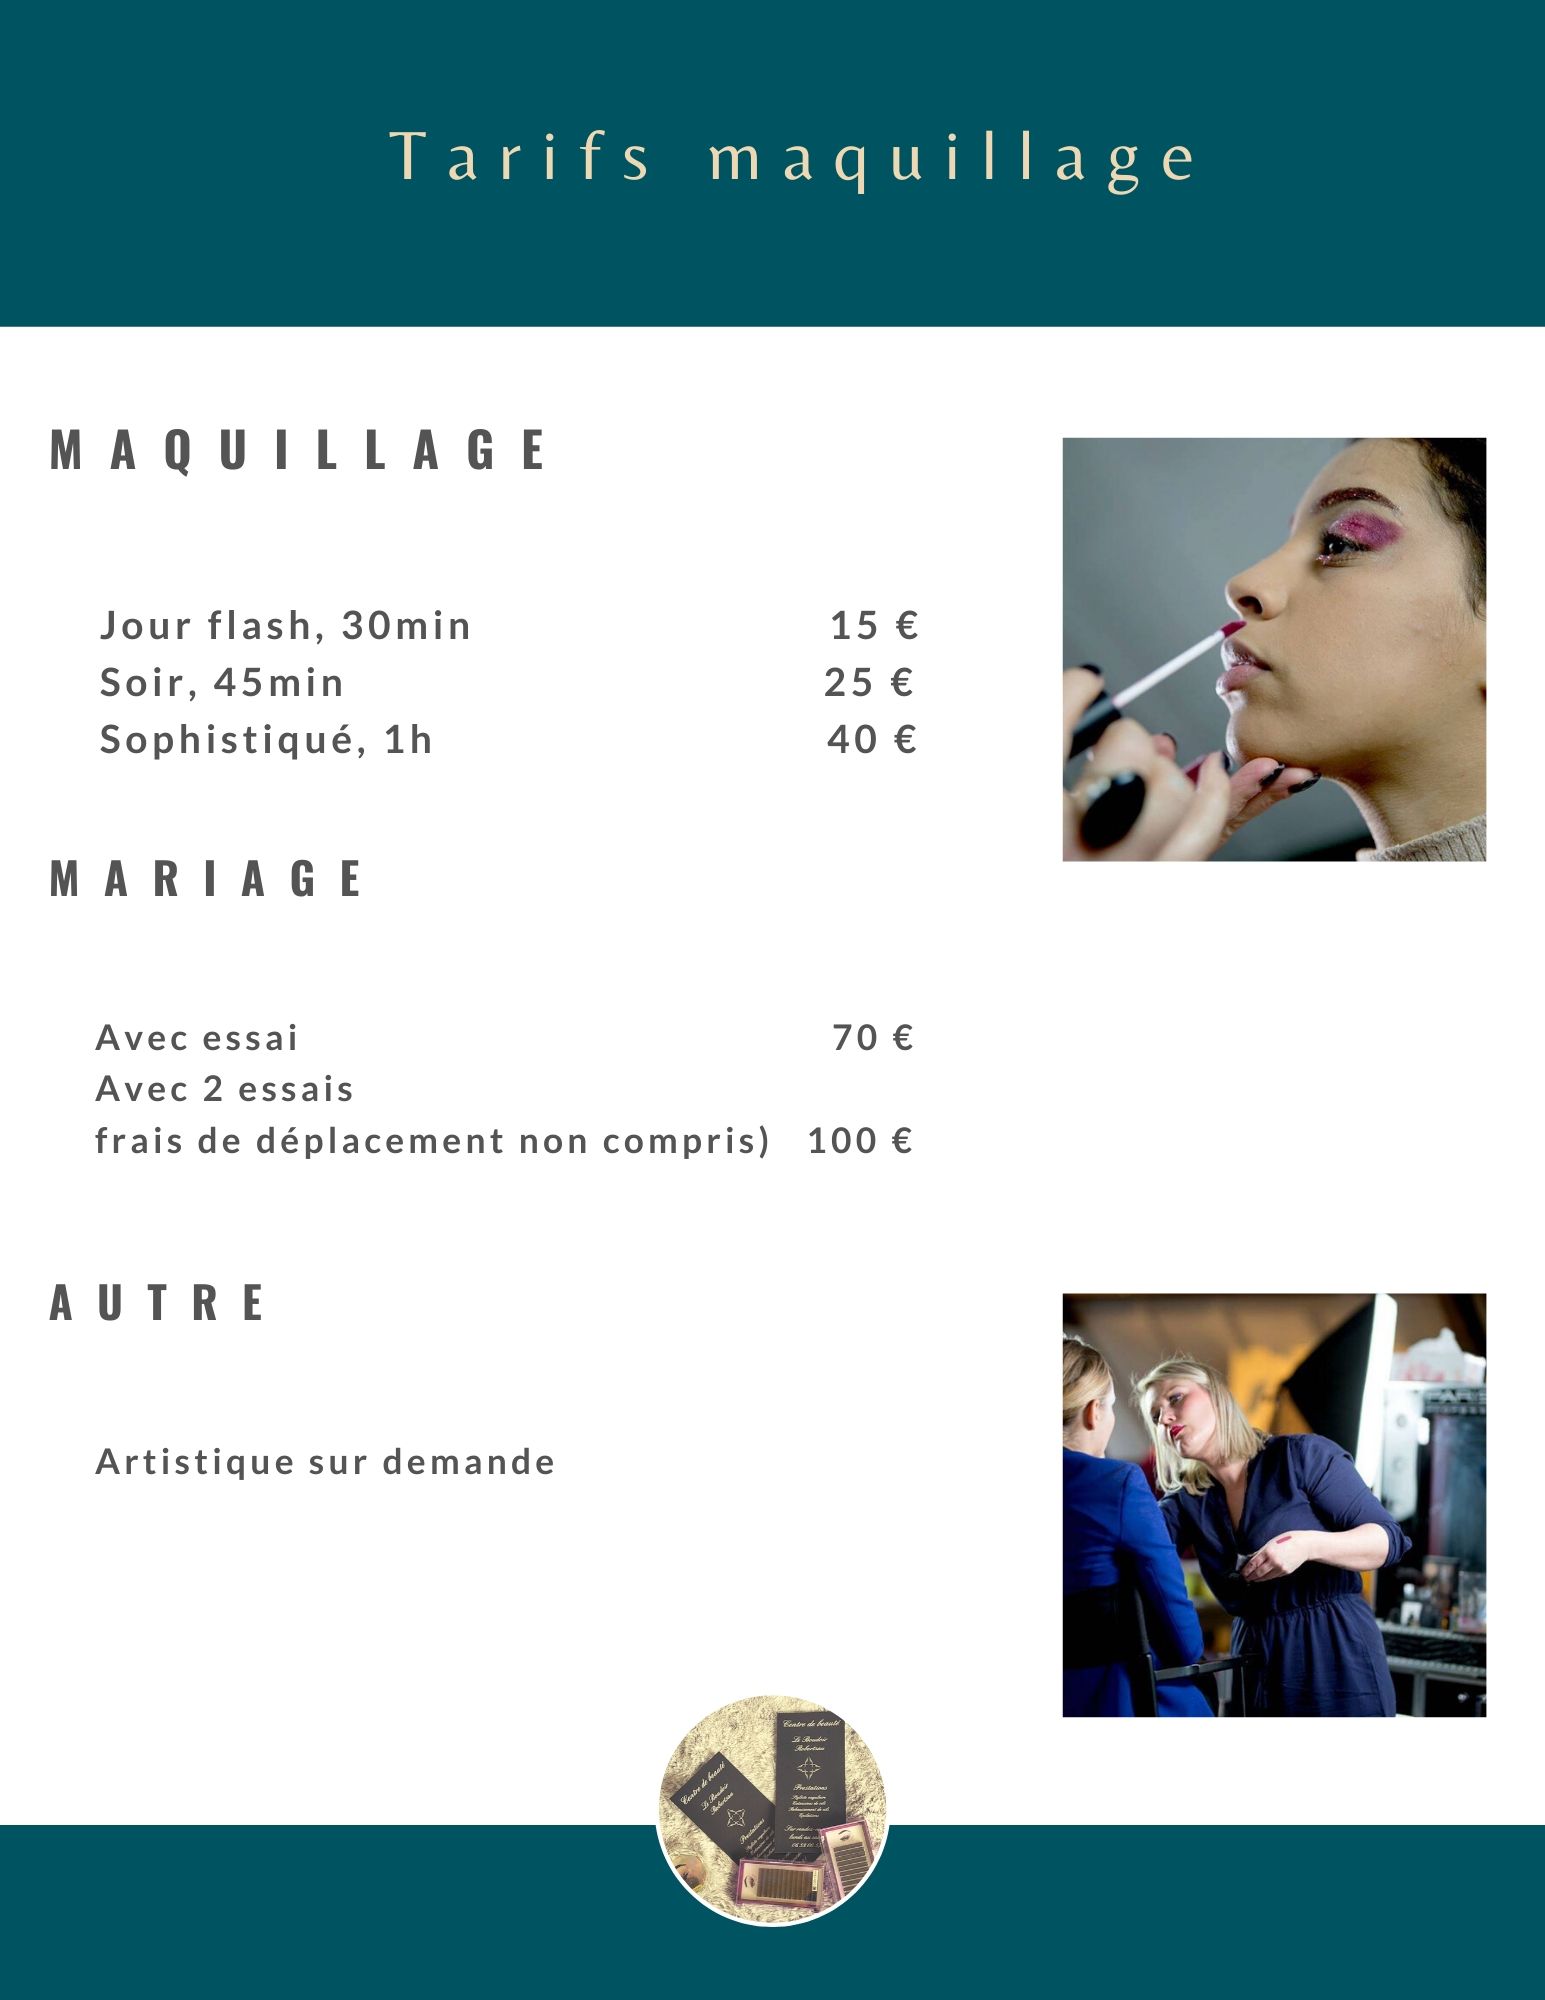 Tarifs maquillage
MAQUILLAGE
Jour flash, 30min 15 €
Soir, 45min 25 €
Sophistiqué, 1h 40 €
MARIAGE
Avec essai 70 €
Avec 2 essais
frais de déplacement non compris) 100 €
AUTRE
Artistique sur demande
PARIS
Centre de beauté
Le Boudoir
Robertsau
Prestations
Centre de beauté
Le Boudoir
Robertsau
Prestations